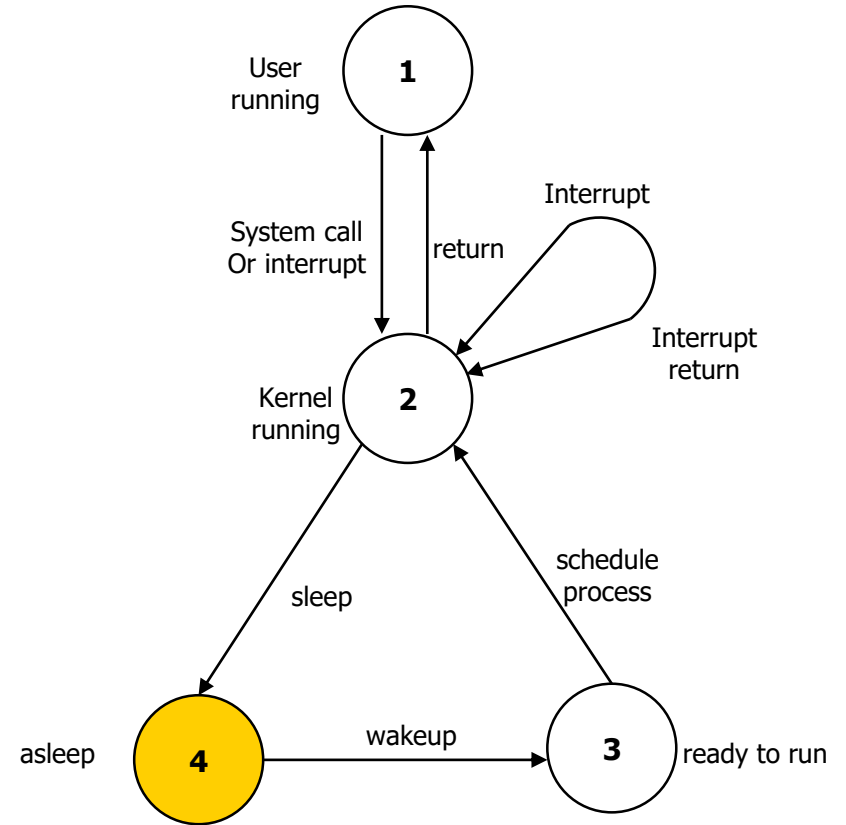 User
running
1
System call
Or interrupt
return
Interrupt
Interrupt
return
Kernel
running
2
sleep
schedule
process
asleep
4
wakeup
3
ready to run